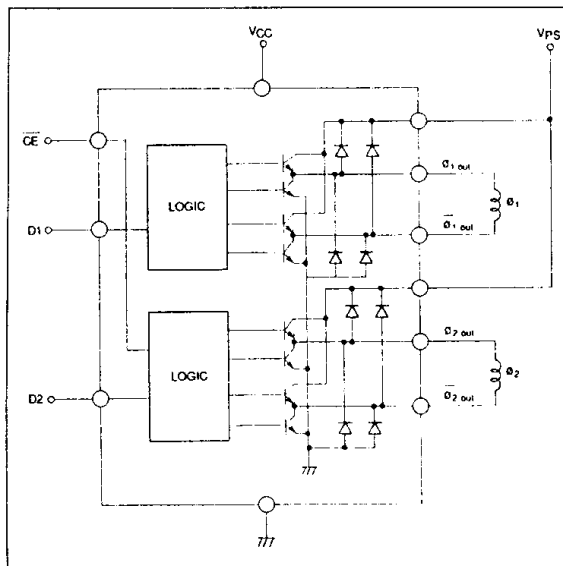 VCC
VPS
CE
D1
LOGIC
Ø1 out
Ø1
Ø1 out
LOGIC
D2
Ø2 out
Ø2
Ø2 out